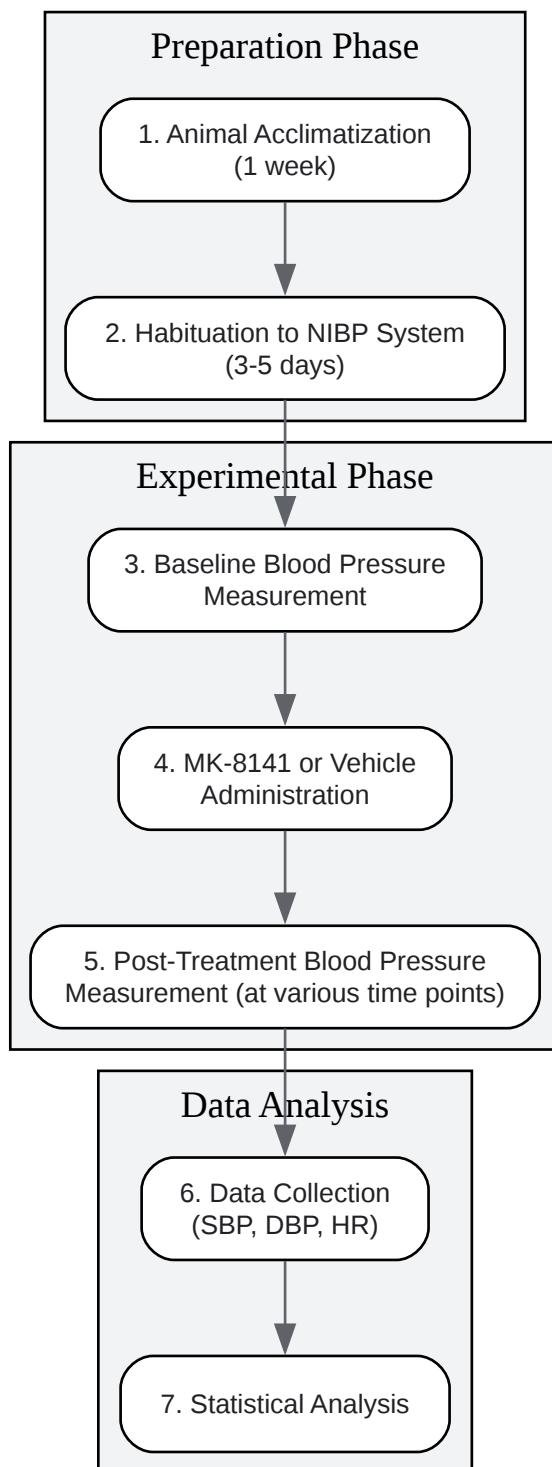 Preparation Phase
1. Animal Acclimatization
(1 week)
2. Habituation to NIBP System
(3-5 days)
Experimental Phase
3. Baseline Blood Pressure
Measurement
4. MK-8141 or Vehicle
Administration
5. Post-Treatment Blood Pressure
Measurement (at various time points)
Data Analysis
6. Data Collection
(SBP, DBP, HR)
7. Statistical Analysis